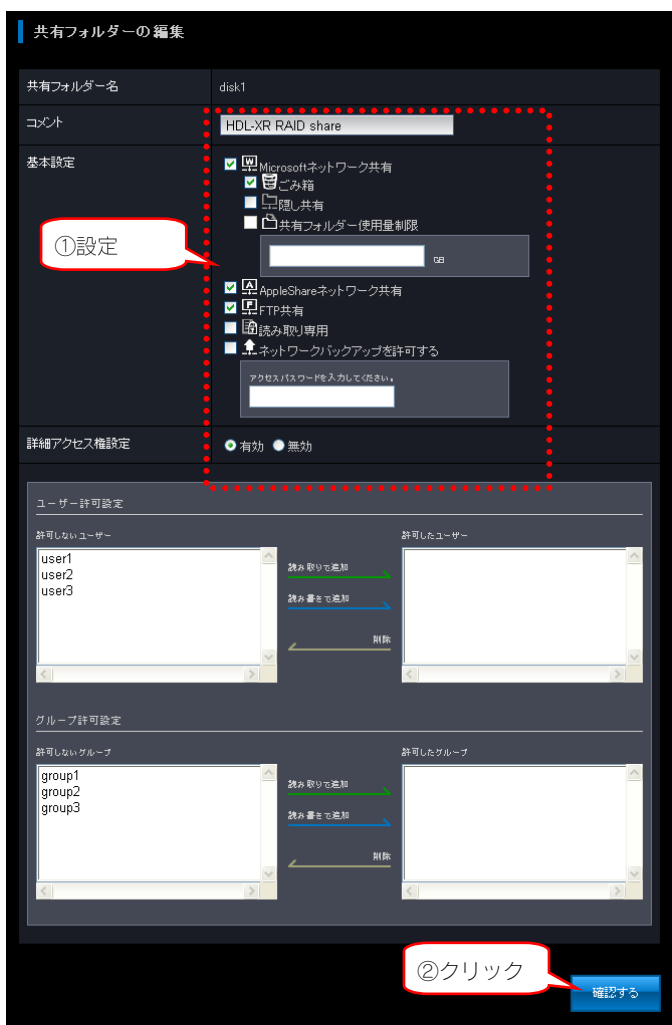 共有フォルダーの編集
共有フォルダー名 disk1
コメント HDL-XR RAID share
基本設定 Microsoftネットワーク共有
ごみ箱
隠し共有
共有フォルダー使用量制限
①設定
GB
AppleShareネットワーク共有
FTP共有
読み取り専用
ネットワークバックアップを許可する
アクセスパスワードを入力してください。
詳細アクセス権設定 有効 無効
ユーザー許可設定
許可しないユーザー 許可したユーザー
user1
user2
user3
読み取りで追加
読み書きで追加
削除
グループ許可設定
許可しないグループ 許可したグループ
group1
group2
group3
読み取りで追加
読み書きで追加
削除
②クリック
確認する